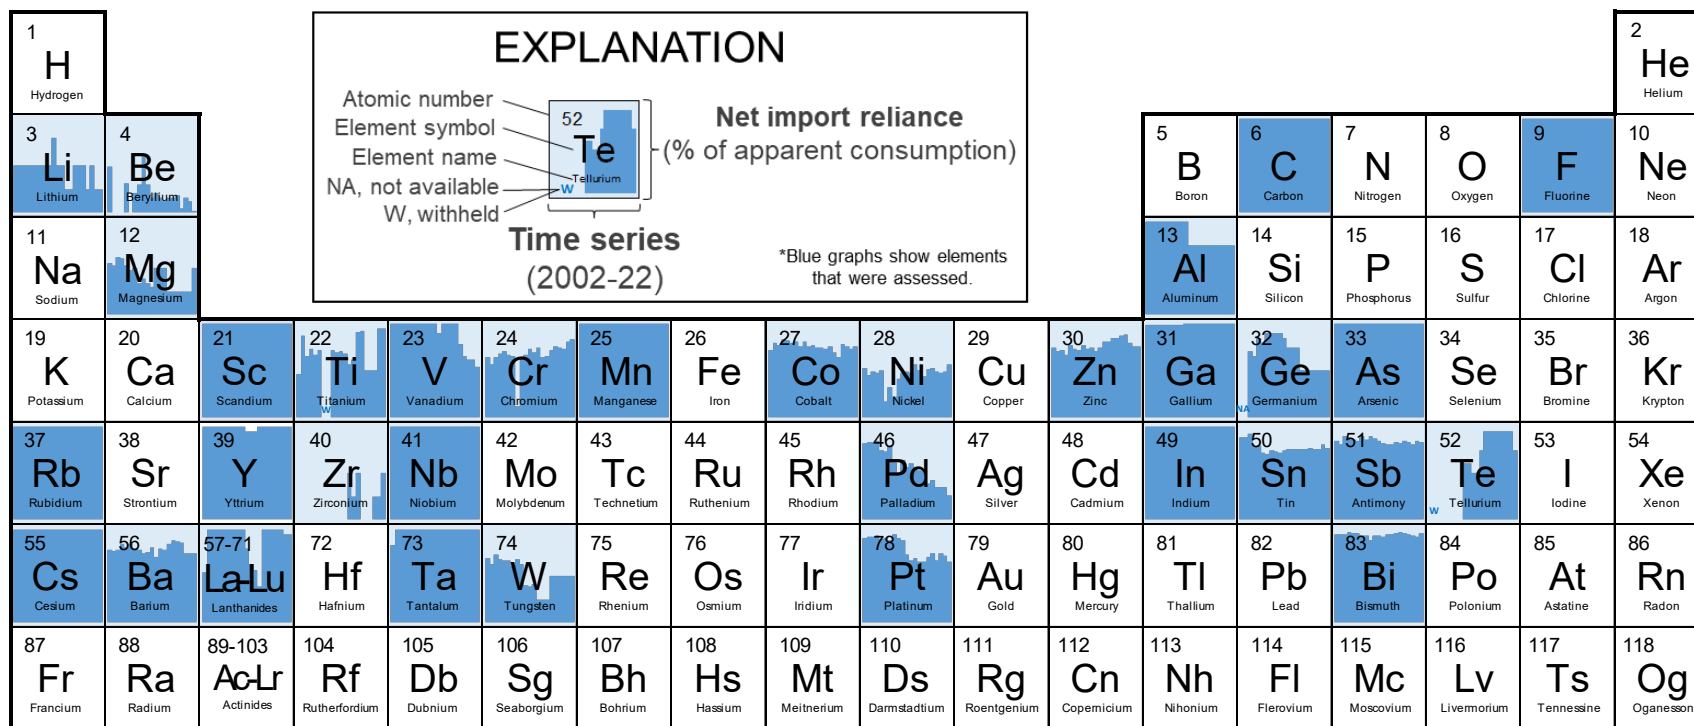 1
H
Hydrogen
EXPLANATION
Atomic number
Element symbol
Element name
NA, not available
W, withheld
52
Te
Tellurium
W
Net import reliance
(% of apparent consumption)
Time series
(2002-22)
*Blue graphs show elements
that were assessed.
2
He
Helium
3
Li
Lithium
4
Be
Beryllium
5
B
Boron
6
C
Carbon
7
N
Nitrogen
8
O
Oxygen
9
F
Fluorine
10
Ne
Neon
11
Na
Sodium
12
Mg
Magnesium
13
Al
Aluminum
14
Si
Silicon
15
P
Phosphorus
16
S
Sulfur
17
Cl
Chlorine
18
Ar
Argon
19
K
Potassium
20
Ca
Calcium
21
Sc
Scandium
22
Ti
Titanium
W
23
V
Vanadium
24
Cr
Chromium
25
Mn
Manganese
26
Fe
Iron
27
Co
Cobalt
28
Ni
Nickel
29
Cu
Copper
30
Zn
Zinc
31
Ga
Gallium
32
Ge
Germanium
NA
33
As
Arsenic
34
Se
Selenium
35
Br
Bromine
36
Kr
Krypton
37
Rb
Rubidium
38
Sr
Strontium
39
Y
Yttrium
40
Zr
Zirconium
41
Nb
Niobium
42
Mo
Molybdenum
43
Tc
Technetium
44
Ru
Ruthenium
45
Rh
Rhodium
46
Pd
Palladium
47
Ag
Silver
48
Cd
Cadmium
49
In
Indium
50
Sn
Tin
51
Sb
Antimony
52
Te
Tellurium
W
53
I
Iodine
54
Xe
Xenon
55
Cs
Cesium
56
Ba
Barium
57-71
La-Lu
Lanthanides
72
Hf
Hafnium
73
Ta
Tantalum
74
W
Tungsten
75
Re
Rhenium
76
Os
Osmium
77
Ir
Iridium
78
Pt
Platinum
79
Au
Gold
80
Hg
Mercury
81
Tl
Thallium
82
Pb
Lead
83
Bi
Bismuth
84
Po
Polonium
85
At
Astatine
86
Rn
Radon
87
Fr
Francium
88
Ra
Radium
89-103
Ac-Lr
Actinides
104
Rf
Rutherfordium
105
Db
Dubnium
106
Sg
Seaborgium
107
Bh
Bohrium
108
Hs
Hassium
109
Mt
Meitnerium
110
Ds
Darmstadtium
111
Rg
Roentgenium
112
Cn
Copernicium
113
Nh
Nihonium
114
Fl
Flerovium
115
Mc
Moscovium
116
Lv
Livermorium
117
Ts
Tennessine
118
Og
Oganesson